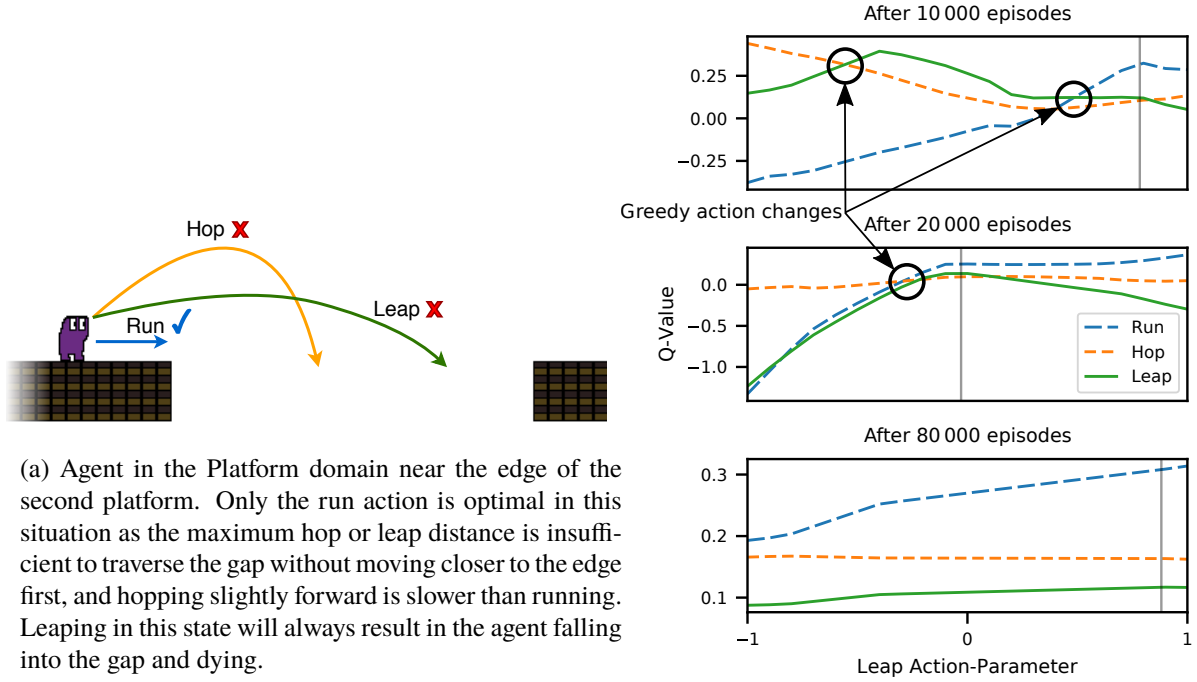 Hop X
Leap X
Run
(a) Agent in the Platform domain near the edge of the
second platform. Only the run action is optimal in this
situation as the maximum hop or leap distance is insuffi-
cient to traverse the gap without moving closer to the edge
first, and hopping slightly forward is slower than running.
Leaping in this state will always result in the agent falling
into the gap and dying.
After 10 000 episodes
0.25
0.00
−0.25
Greedy action changes
After 20 000 episodes
0.0
−0.5
−1.0
Q-Value
Run
Hop
Leap
After 80 000 episodes
0.3
0.2
0.1
−1
0
1
Leap Action-Parameter